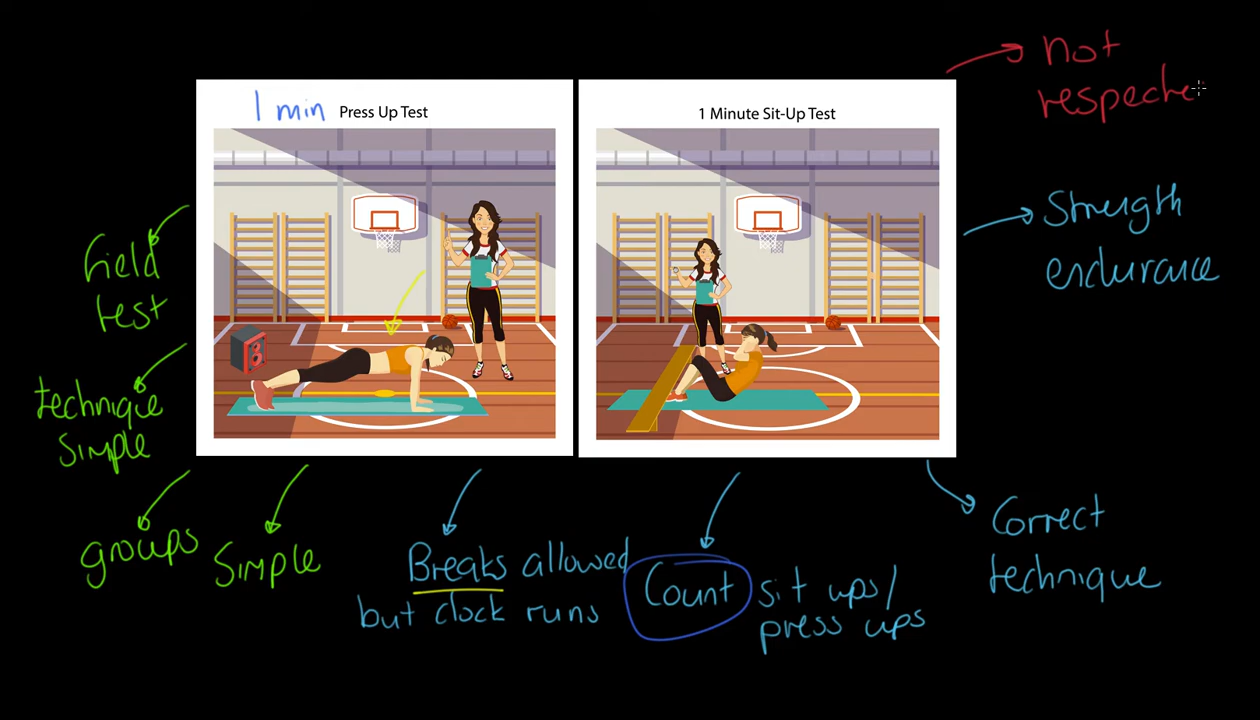 Not
respecte
1 min Press Up Test
1 Minute Sit-Up Test
Strength
endurance
Field
test
technique
simple
groups
Simple
Breaks allowed
but clock runs
Count sit ups/
press ups
Correct
technique